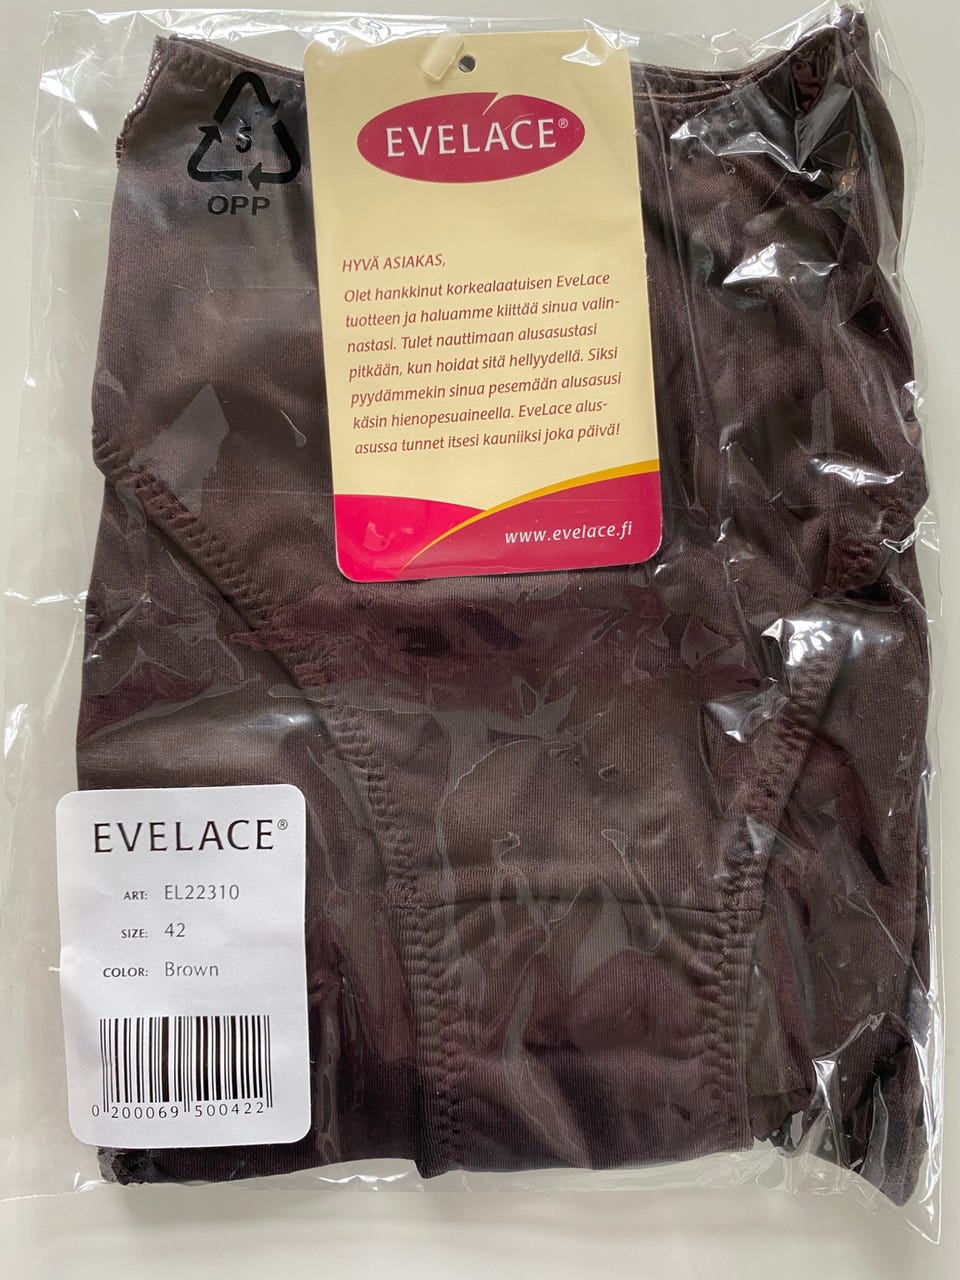 5
OPP
EVELACE®
HYVÄ ASIAKAS,
Olet hankkinut korkealaatuisen EveLace
tuotteen ja haluamme kiittää sinua valin-
nastasi. Tulet nauttimaan alusasustasi
pitkään, kun hoidat sitä hellyydellä. Siksi
pyydämmekin sinua pesemään alusasusi
käsin hienopesuaineella. EveLace alus-
asussa tunnet itsesi kauniiksi joka päivä!
www.evelace.fi
EVELACE®
ART: EL22310
SIZE: 42
COLOR: Brown
0 200069 500422